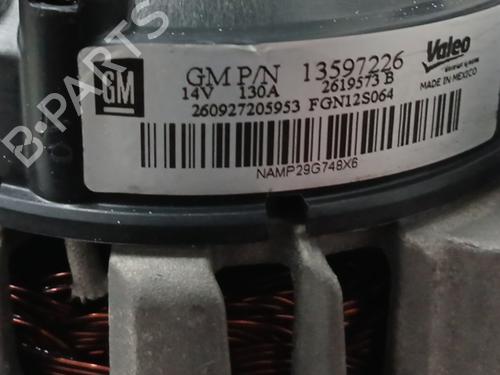 GM
GM P/N 13597226
14V 130A 2619573 B
260927205953 FGN12S064
Valeo
MADE IN MEXICO
NAMP29G748X6
B-PARTS